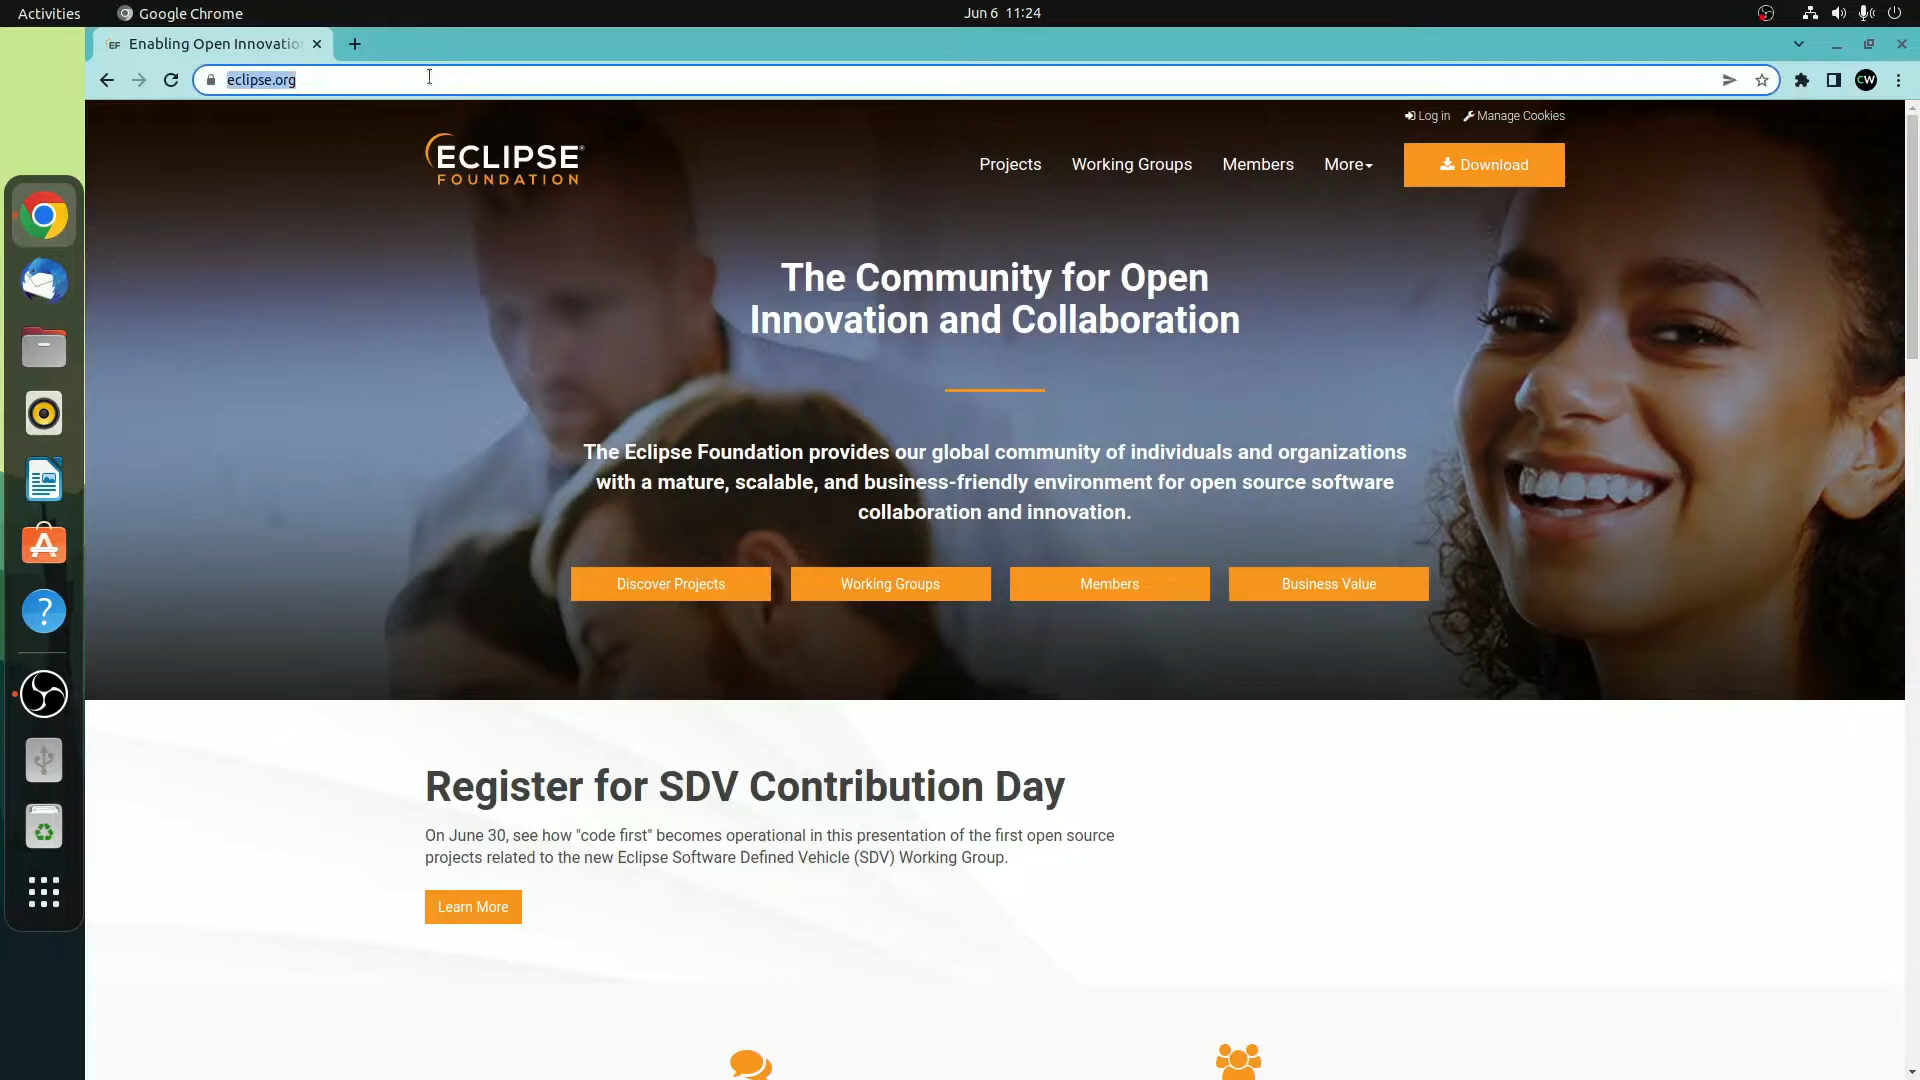 Activities
Google Chrome
Jun 6 11:24
EF
Enabling Open Innovatio
eclipse.org
CW
Log in
Manage Cookies
ECLIPSE®
FOUNDATION
Projects
Working Groups
Members
More
Download
The Community for Open
Innovation and Collaboration
The Eclipse Foundation provides our global community of individuals and organizations
with a mature, scalable, and business-friendly environment for open source software
collaboration and innovation.
Discover Projects
Working Groups
Members
Business Value
Register for SDV Contribution Day
On June 30, see how "code first" becomes operational in this presentation of the first open source
projects related to the new Eclipse Software Defined Vehicle (SDV) Working Group.
Learn More